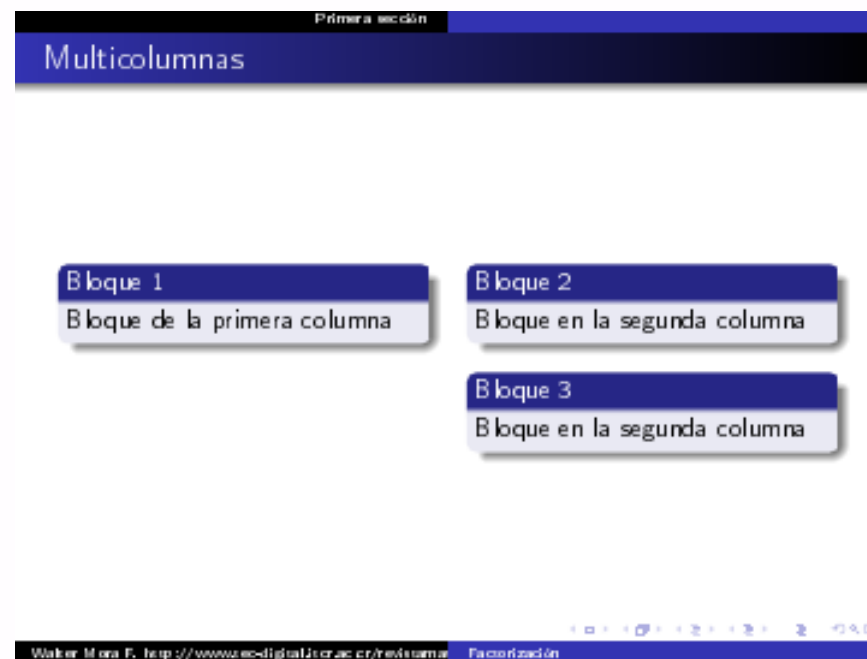 Primera sección
Multicolumnas
Bloque 1
Bloque de la primera columna
Bloque 2
Bloque en la segunda columna
Bloque 3
Bloque en la segunda columna
Walter Mora F.
Factorización